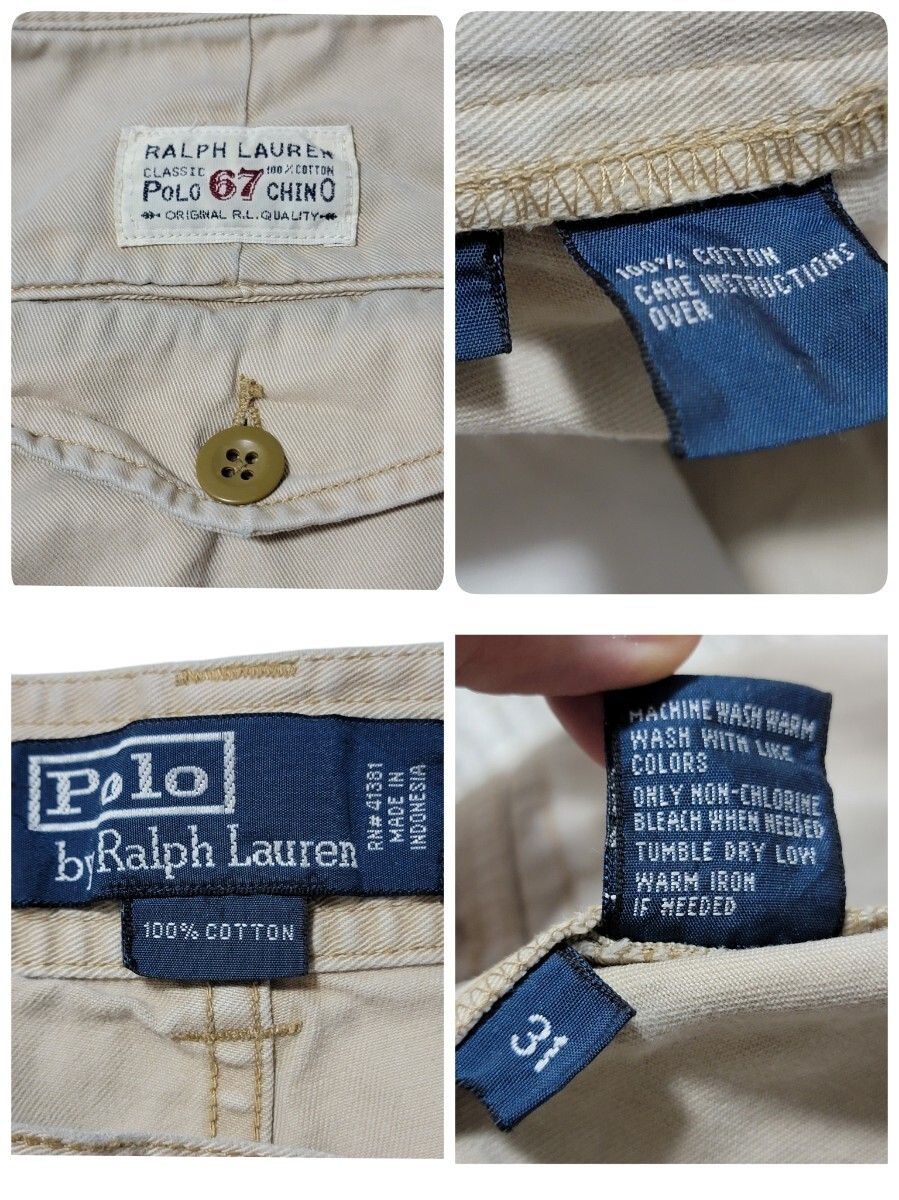 RALPH LAUREN
CLASSIC 67 100% COTTON
POLO CHINO
ORIGINAL R.L. QUALITY
100% COTTON
CARE INSTRUCTIONS
OVER
Polo
by Ralph Lauren
RN# 41381
MADE IN
INDONESIA
100% COTTON
MACHINE WASH WARM
WASH WITH LIKE
COLORS
ONLY NON-CHLORINE
BLEACH WHEN NEEDED
TUMBLE DRY LOW
WARM IRON
IF NEEDED
31